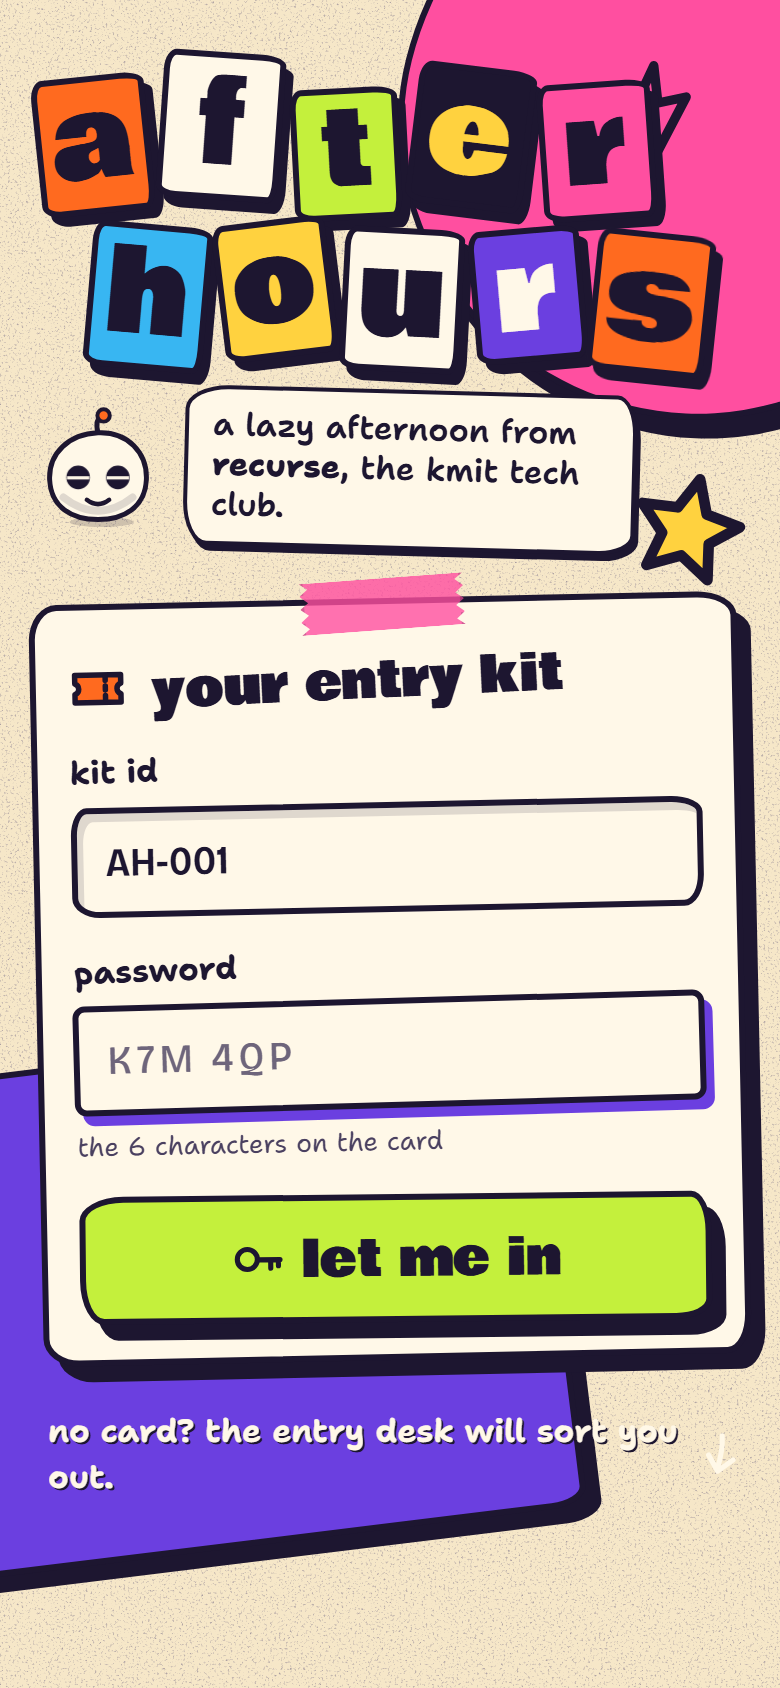 after
hours
a lazy afternoon from
recurse, the kmit tech
club.
your entry kit
kit id
AH-001
password
K7M 4QP
the 6 characters on the card
let me in
no card? the entry desk will sort you
out.